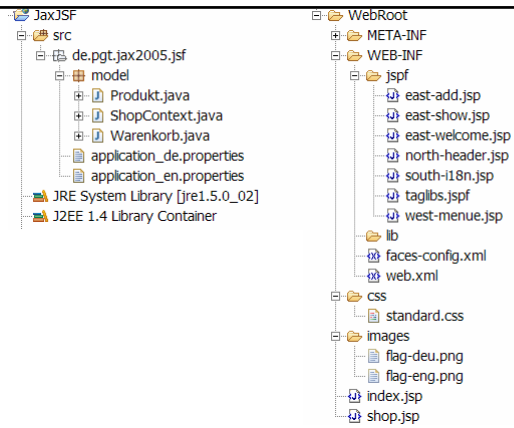 JaxJSF
src
de.pgt.jax2005.jsf
model
Produkt.java
ShopContext.java
Warenkorb.java
application_de.properties
application_en.properties
JRE System Library [jre1.5.0_02]
J2EE 1.4 Library Container
WebRoot
META-INF
WEB-INF
jspf
east-add.jsp
east-show.jsp
east-welcome.jsp
north-header.jsp
south-i18n.jsp
taglibs.jspf
west-menue.jsp
lib
faces-config.xml
web.xml
css
standard.css
images
flag-deu.png
flag-eng.png
index.jsp
shop.jsp